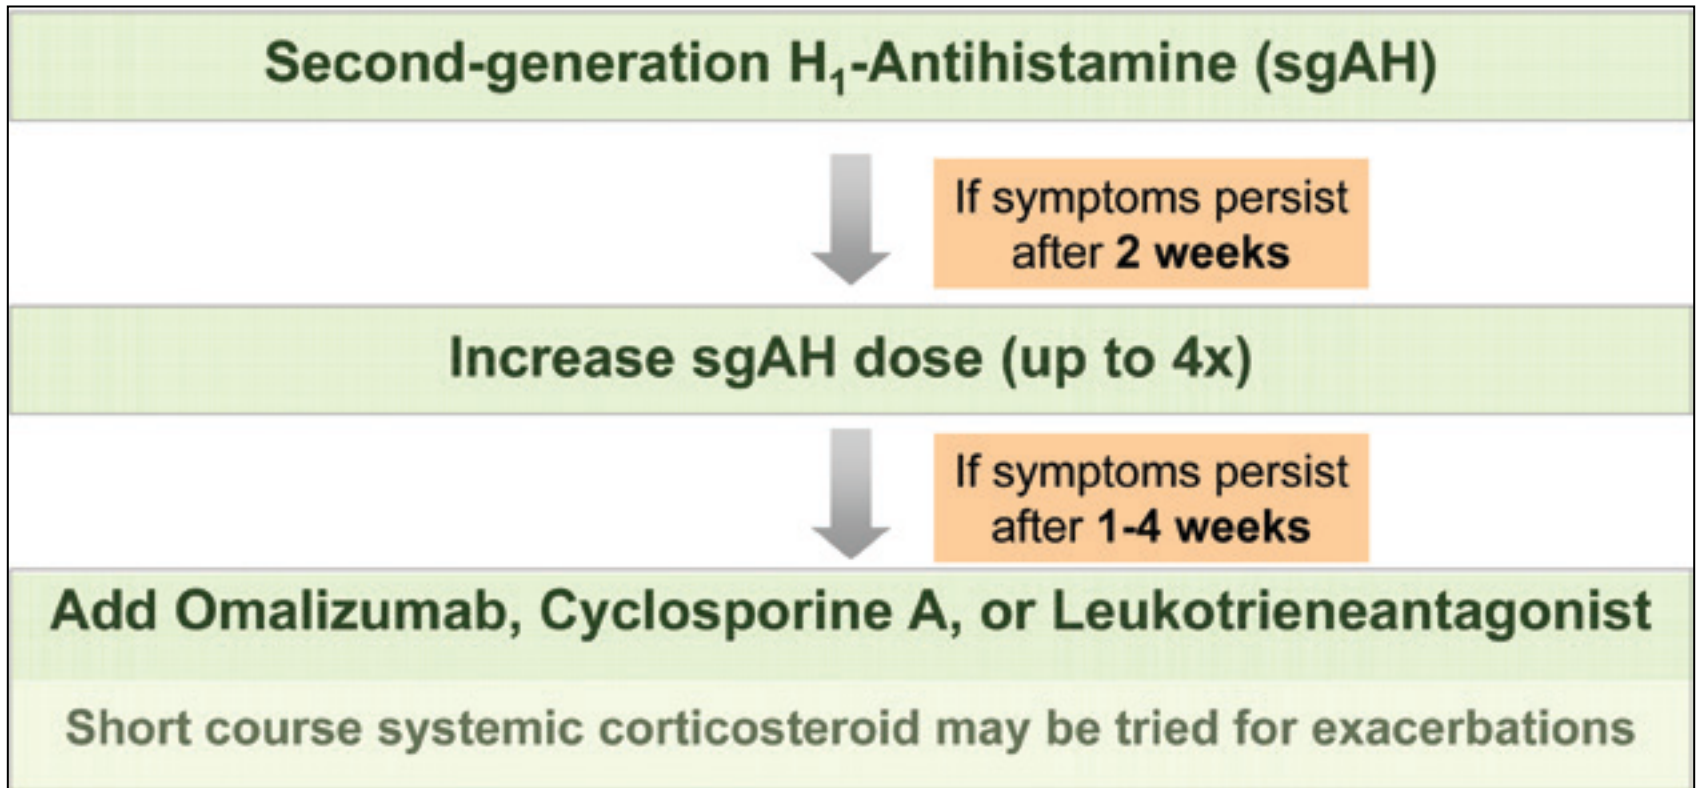 Second-generation H₁-Antihistamine (sgAH)
If symptoms persist
after 2 weeks
Increase sgAH dose (up to 4x)
If symptoms persist
after 1-4 weeks
Add Omalizumab, Cyclosporine A, or Leukotrieneantagonist
Short course systemic corticosteroid may be tried for exacerbations